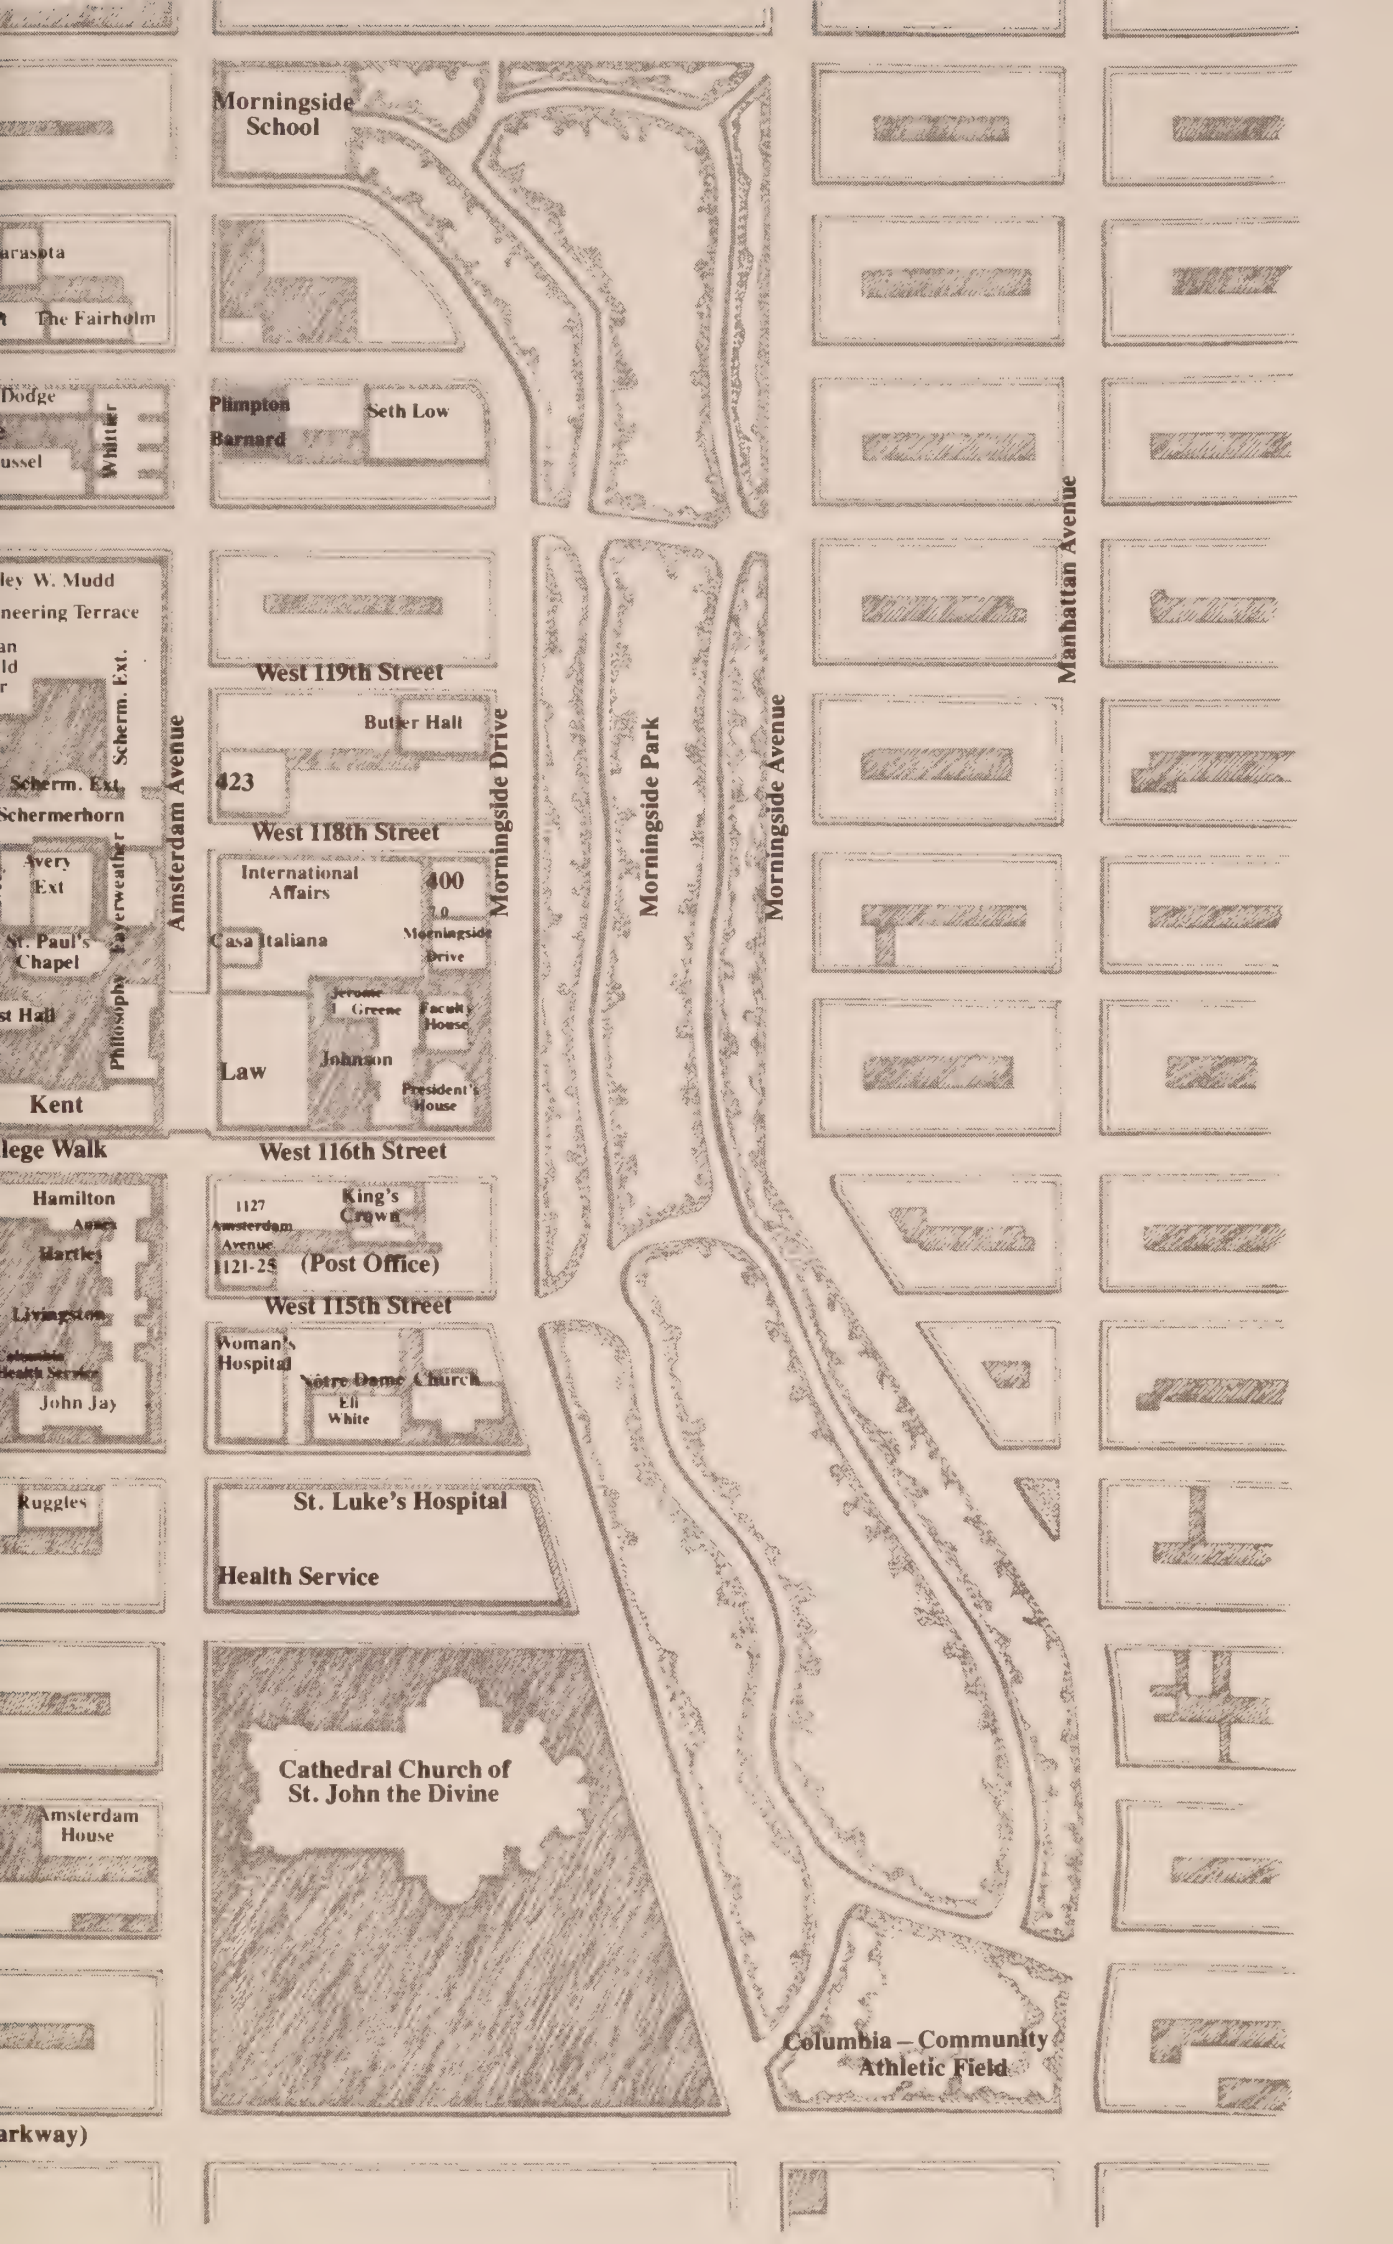 Morningside
School
The Fairholm
Dodge
Whittier
Plimpton
Barnard
Seth Low
Manhattan Avenue
ley W. Mudd
neering Terrace
Scherm. Ext.
West 119th Street
Butler Hall
423
Amsterdam Avenue
Morningside Drive
Morningside Park
Morningside Avenue
Scherm. Ext.
Schermerhorn
West 118th Street
Avery
Ext
Fayerweather
International
Affairs
400
Morningside
Drive
Casa Italiana
St. Paul's
Chapel
Philosophy
st Hall
Jerome
L Greene
Faculty
House
Law
Johnson
President's
House
Kent
lege Walk
West 116th Street
Hamilton
Annex
Hartley
Livingston
Health Service
John Jay
1127
Amsterdam
Avenue
1121-25
King's
Crown
(Post Office)
West 115th Street
Woman's
Hospital
Notre Dame Church
Eli
White
Ruggles
St. Luke's Hospital
Health Service
Cathedral Church of
St. John the Divine
Amsterdam
House
Columbia – Community
Athletic Field
arkway)